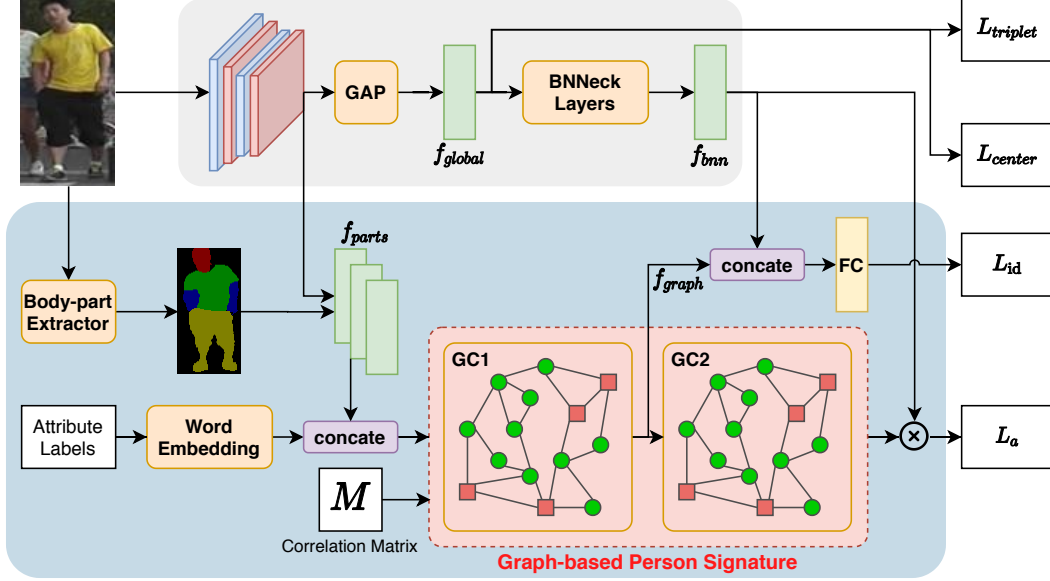 L_triplet
GAP
BNNeck
Layers
f_global
f_bnn
L_center
f_parts
concate
FC
f_graph
L_id
Body-part
Extractor
GC1
GC2
Attribute
Labels
Word
Embedding
concate
L_a
M
Correlation Matrix
Graph-based Person Signature